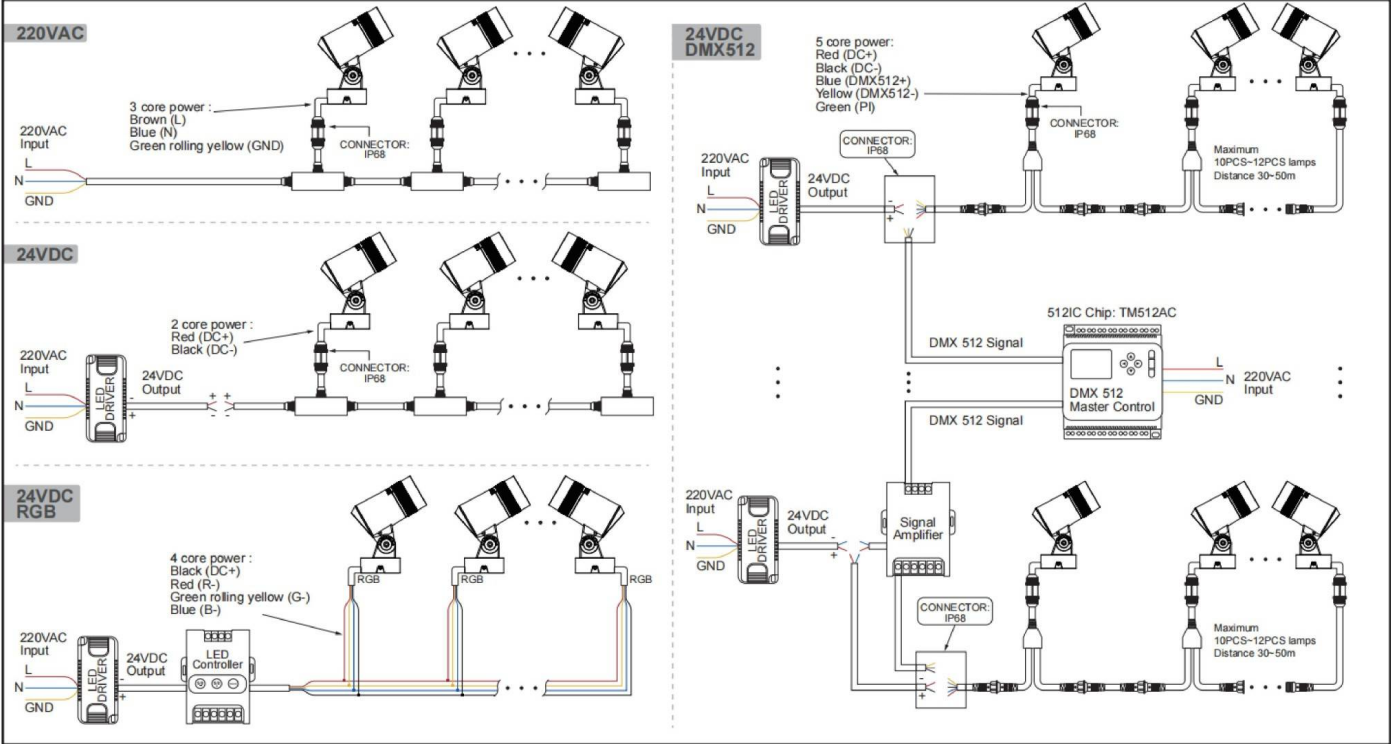 220VAC
3 core power :
Brown (L)
Blue (N)
Green rolling yellow (GND)
CONNECTOR:
IP68
220VAC
Input
L
N
GND
24VDC
2 core power :
Red (DC+)
Black (DC-)
CONNECTOR:
IP68
220VAC
Input
L
N
GND
LED
DRIVER
24VDC
Output
-
+
+ +
- -
24VDC
RGB
4 core power :
Black (DC+)
Red (R-)
Green rolling yellow (G-)
Blue (B-)
RGB
RGB
RGB
220VAC
Input
L
N
GND
LED
DRIVER
24VDC
Output
-
+
LED
Controller
24VDC
DMX512
5 core power:
Red (DC+)
Black (DC-)
Blue (DMX512+)
Yellow (DMX512-)
Green (PI)
CONNECTOR:
IP68
CONNECTOR:
IP68
Maximum
10PCS~12PCS lamps
Distance 30~50m
220VAC
Input
L
N
GND
LED
DRIVER
24VDC
Output
-
+
512IC Chip: TM512AC
DMX 512 Signal
DMX 512
Master Control
L
N
GND
220VAC
Input
DMX 512 Signal
220VAC
Input
L
N
GND
LED
DRIVER
24VDC
Output
-
+
Signal
Amplifier
CONNECTOR:
IP68
-
+
Maximum
10PCS~12PCS lamps
Distance 30~50m